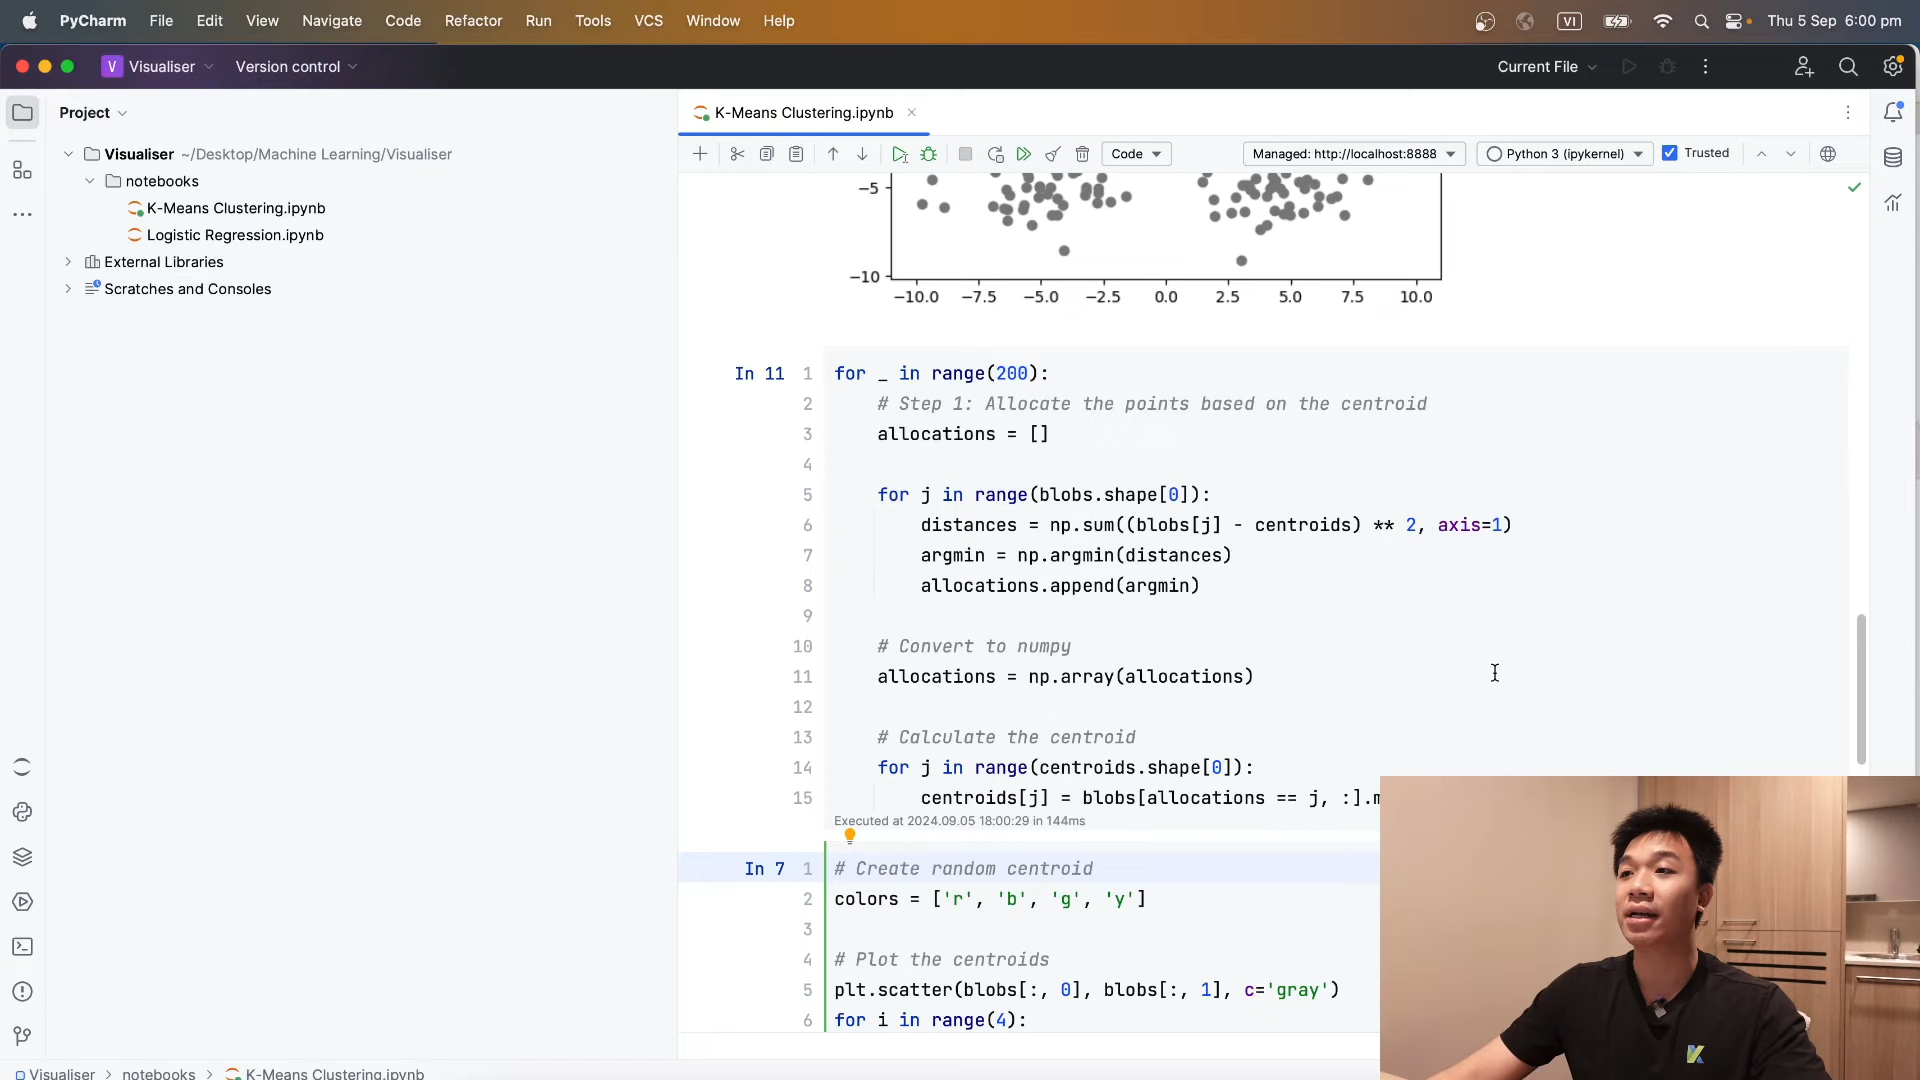 PyCharm File Edit View Navigate Code Refactor Run Tools VCS Window Help VI Thu 5 Sep 6:00 pm
V Visualiser Version control Current File
Project
K-Means Clustering.ipynb
Visualiser ~/Desktop/Machine Learning/Visualiser
Code Managed: http://localhost:8888 Python 3 (ipykernel) Trusted
notebooks
K-Means Clustering.ipynb
Logistic Regression.ipynb
External Libraries
Scratches and Consoles
−5
−10
−10.0 −7.5 −5.0 −2.5 0.0 2.5 5.0 7.5 10.0
In 11 1 for _ in range(200):
2 # Step 1: Allocate the points based on the centroid
3 allocations = []
4
5 for j in range(blobs.shape[0]):
6 distances = np.sum((blobs[j] - centroids) ** 2, axis=1)
7 argmin = np.argmin(distances)
8 allocations.append(argmin)
9
10 # Convert to numpy
11 allocations = np.array(allocations)
12
13 # Calculate the centroid
14 for j in range(centroids.shape[0]):
15 centroids[j] = blobs[allocations == j, :].m
Executed at 2024.09.05 18:00:29 in 144ms
In 7 1 # Create random centroid
2 colors = ['r', 'b', 'g', 'y']
3
4 # Plot the centroids
5 plt.scatter(blobs[:, 0], blobs[:, 1], c='gray')
6 for i in range(4):
Visualiser > notebooks > K-Means Clustering.ipynb